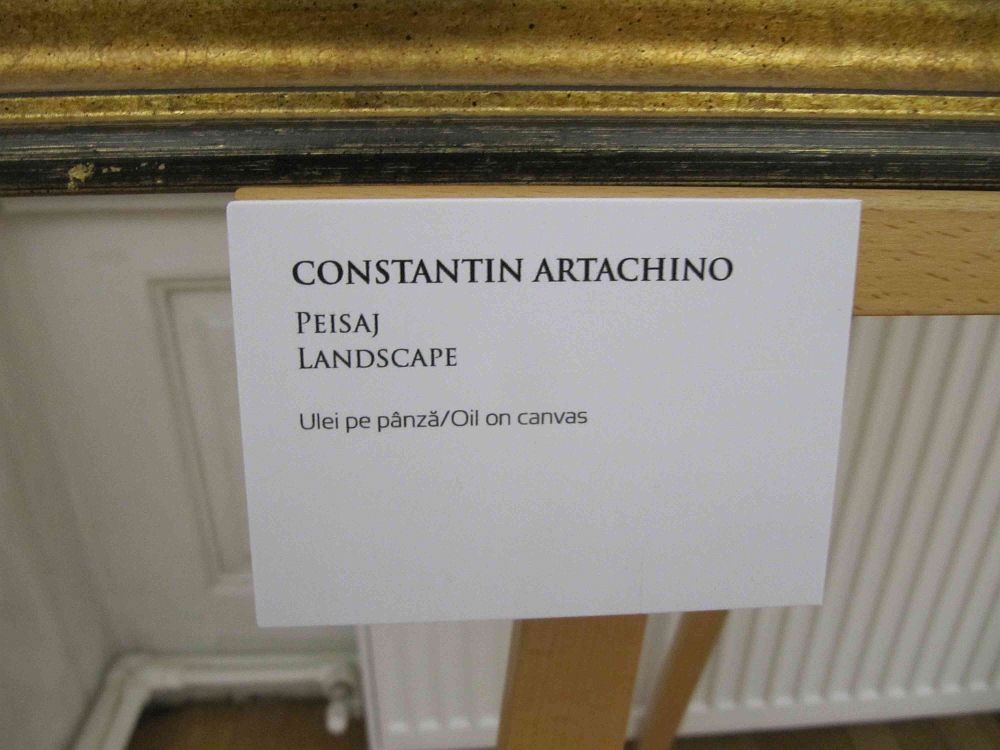 CONSTANTIN ARTACHINO
PEISAJ
LANDSCAPE
Ulei pe pânză/Oil on canvas